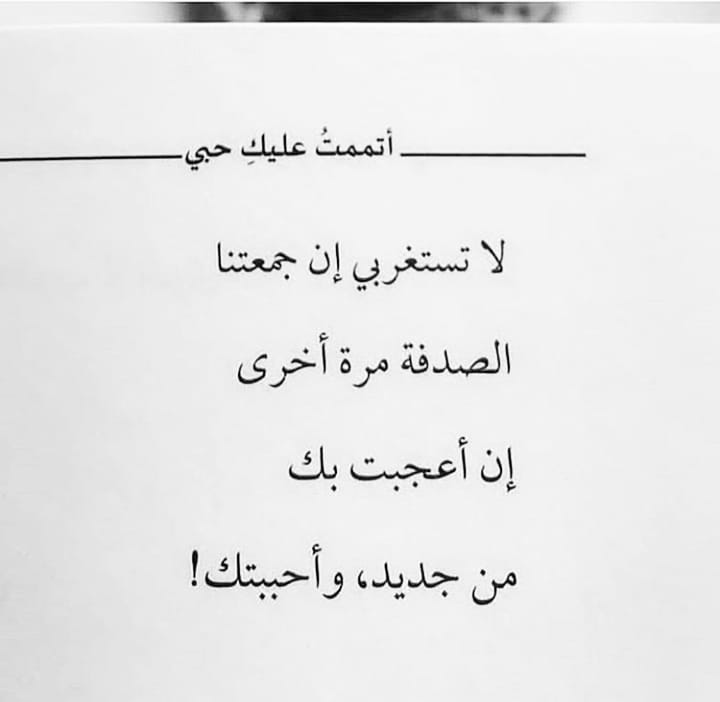 أتممتُ عليكِ حبي
لا تستغربي إن جمعتنا
الصدفة مرة أخرى
إن أعجبت بك
من جديد، وأحببتك!